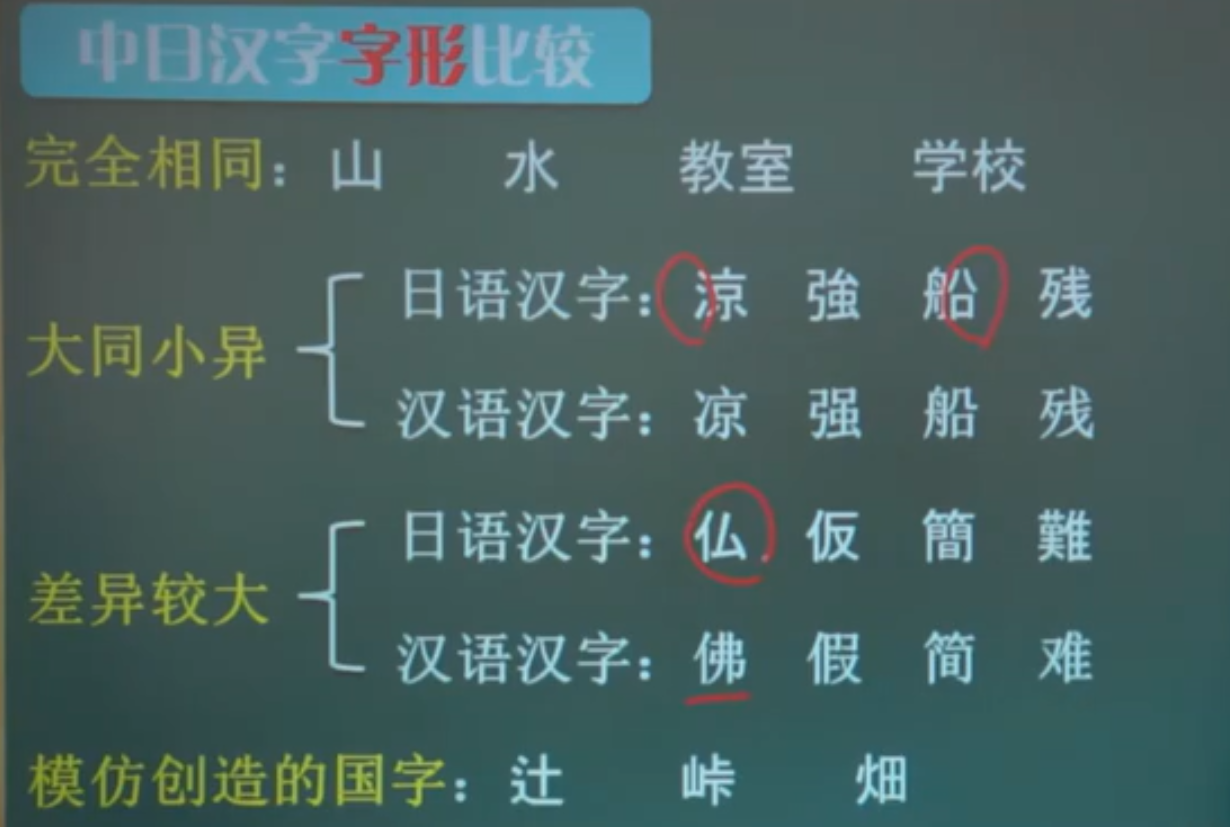 中日汉字字形比较
完全相同：山 水 教室 学校
大同小异
日语汉字：涼 強 船 残
汉语汉字：凉 强 船 残
差异较大
日语汉字：仏 仮 簡 難
汉语汉字：佛 假 简 难
模仿创造的国字：辻 峠 畑